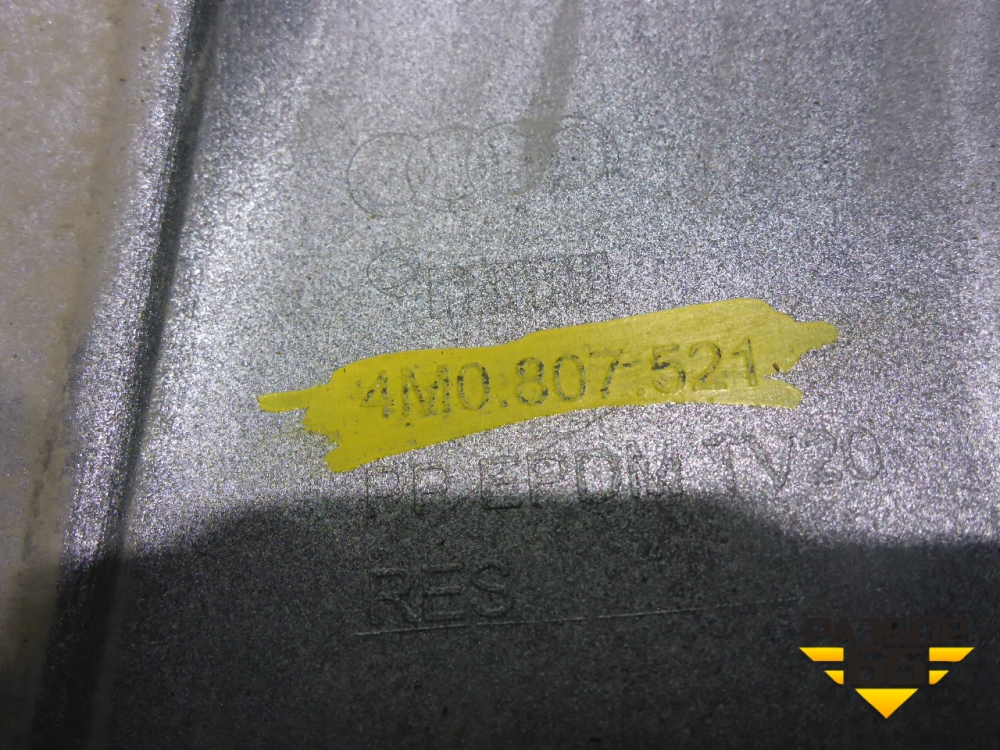 4M0.807.521
PP EPDM TV20
RES